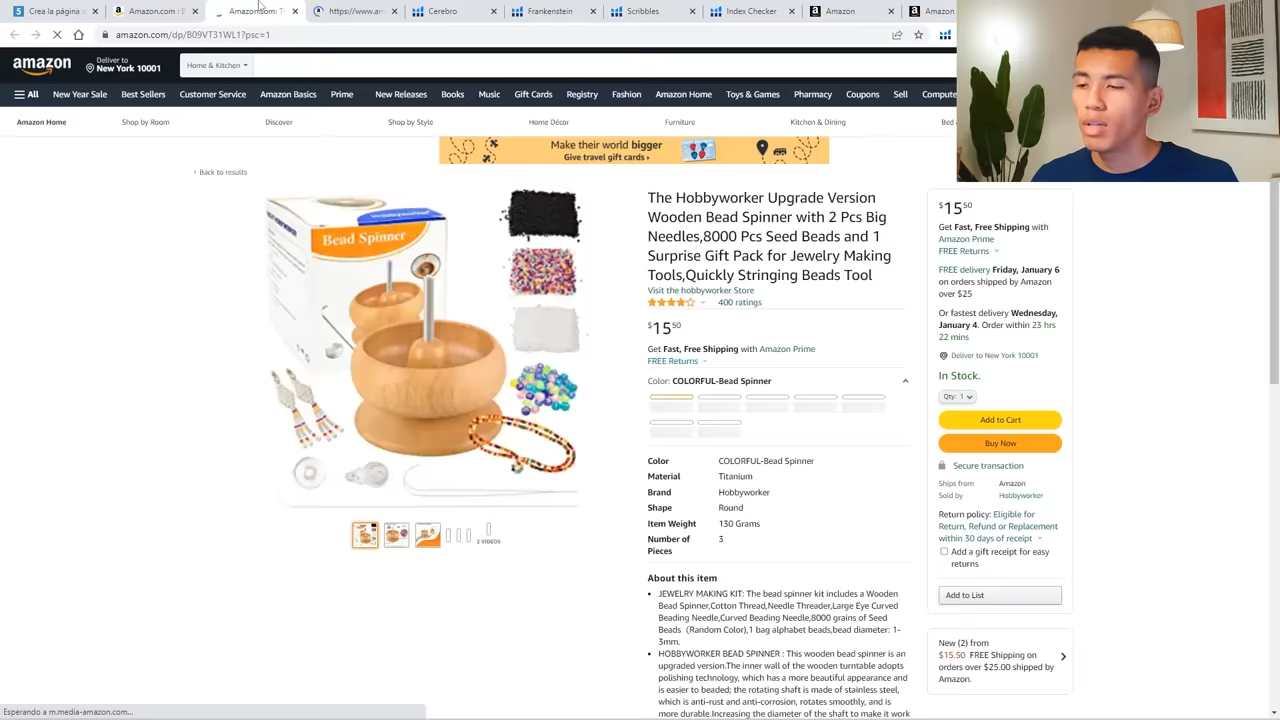 Crea la página o
Amazon.com : B
Amazon.com: T
https://www.am
Cerebro
Frankenstein
Scribbles
Index Checker
Amazon
Amazon
amazon.com/dp/B09VT31WL1?psc=1
amazon
Deliver to
New York 10001
Home & Kitchen
All
New Year Sale
Best Sellers
Customer Service
Amazon Basics
Prime
New Releases
Books
Music
Gift Cards
Registry
Fashion
Amazon Home
Toys & Games
Pharmacy
Coupons
Sell
Compute
Amazon Home
Shop by Room
Discover
Shop by Style
Home Décor
Furniture
Kitchen & Dining
Bed
Make their world bigger
Give travel gift cards ›
‹ Back to results
hobbyworker
Bead Spinner
2 VIDEOS
The Hobbyworker Upgrade Version
Wooden Bead Spinner with 2 Pcs Big
Needles,8000 Pcs Seed Beads and 1
Surprise Gift Pack for Jewelry Making
Tools,Quickly Stringing Beads Tool
Visit the hobbyworker Store
400 ratings
$15 50
Get Fast, Free Shipping with Amazon Prime
FREE Returns
Color: COLORFUL-Bead Spinner
Color COLORFUL-Bead Spinner
Material Titanium
Brand Hobbyworker
Shape Round
Item Weight 130 Grams
Number of 3
Pieces
About this item
• JEWELRY MAKING KIT: The bead spinner kit includes a Wooden
Bead Spinner,Cotton Thread,Needle Threader,Large Eye Curved
Beading Needle,Curved Beading Needle,8000 grains of Seed
Beads（Random Color),1 bag alphabet beads,bead diameter: 1-
3mm.
• HOBBYWORKER BEAD SPINNER : This wooden bead spinner is an
upgraded version.The inner wall of the wooden turntable adopts
polishing technology, which has a more beautiful appearance and
is easier to beaded; the rotating shaft is made of stainless steel,
which is anti-rust and anti-corrosion, rotates smoothly, and is
more durable.Increasing the diameter of the shaft to make it work
$15 50
Get Fast, Free Shipping with
Amazon Prime
FREE Returns
FREE delivery Friday, January 6
on orders shipped by Amazon
over $25
Or fastest delivery Wednesday,
January 4. Order within 23 hrs
22 mins
Deliver to New York 10001
In Stock.
Qty: 1
Add to Cart
Buy Now
Secure transaction
Ships from Amazon
Sold by Hobbyworker
Return policy: Eligible for
Return, Refund or Replacement
within 30 days of receipt
Add a gift receipt for easy
returns
Add to List
New (2) from
$15.50 FREE Shipping on
orders over $25.00 shipped by
Amazon.
Esperando a m.media-amazon.com...